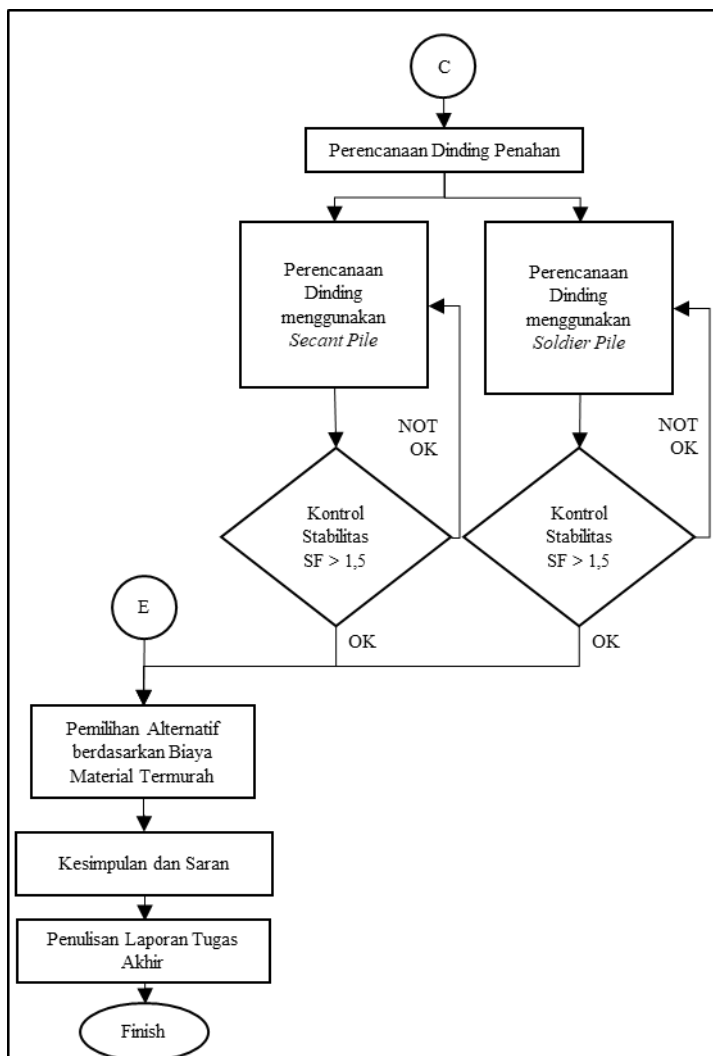 C
Perencanaan Dinding Penahan
Perencanaan
Dinding
menggunakan
Secant Pile
Perencanaan
Dinding
menggunakan
Soldier Pile
NOT
OK
NOT
OK
Kontrol
Stabilitas
SF > 1,5
Kontrol
Stabilitas
SF > 1,5
E
OK
OK
Pemilihan Alternatif
berdasarkan Biaya
Material Termurah
Kesimpulan dan Saran
Penulisan Laporan Tugas
Akhir
Finish